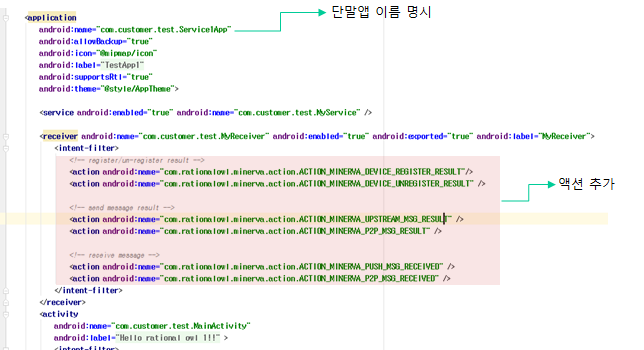 <application
android:name="com.customer.test.Service1App"
단말앱 이름 명시
android:allowBackup="true"
android:icon="@mipmap/icon"
android:label="TestApp1"
android:supportsRtl="true"
android:theme="@style/AppTheme">
<service android:enabled="true" android:name="com.customer.test.MyService" />
<receiver android:name="com.customer.test.MyReceiver" android:enabled="true" android:exported="true" android:label="MyReceiver">
<intent-filter>
<!-- register/un-register result -->
<action android:name="com.rationalowl.minerva.action.ACTION_MINERVA_DEVICE_REGISTER_RESULT"/>
<action android:name="com.rationalowl.minerva.action.ACTION_MINERVA_DEVICE_UNREGISTER_RESULT" />
액션 추가
<!-- send message result -->
<action android:name="com.rationalowl.minerva.action.ACTION_MINERVA_UPSTREAM_MSG_RESULT" />
<action android:name="com.rationalowl.minerva.action.ACTION_MINERVA_P2P_MSG_RESULT" />
<!-- receive message -->
<action android:name="com.rationalowl.minerva.action.ACTION_MINERVA_PUSH_MSG_RECEIVED" />
<action android:name="com.rationalowl.minerva.action.ACTION_MINERVA_P2P_MSG_RECEIVED" />
</intent-filter>
</receiver>
<activity
android:name="com.customer.test.MainActivity"
android:label="Hello rational owl 1!!" >
<intent-filter>